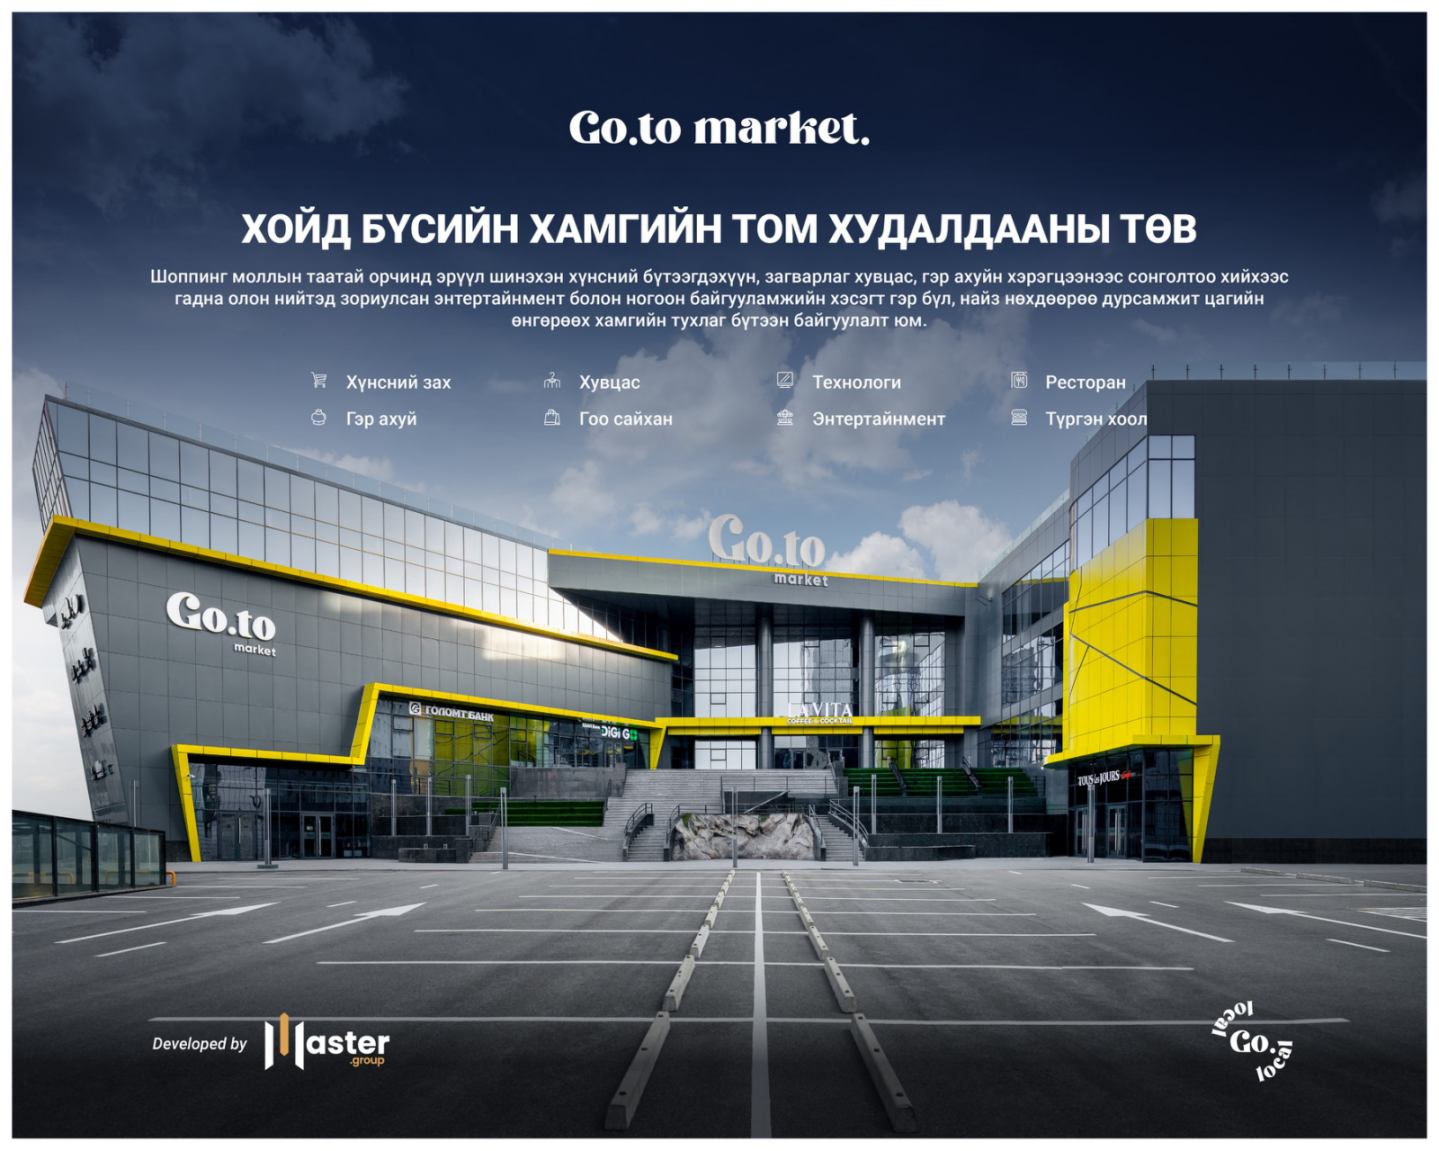 Go.to market.
ХОЙД БҮСИЙН ХАМГИЙН ТОМ ХУДАЛДААНЫ ТӨВ
Шоппинг моллын таатай орчинд эрүүл шинэхэн хүнсний бүтээгдэхүүн, загварлаг хувцас, гэр ахуйн хэрэгцээнээс сонголтоо хийхээс
гадна олон нийтэд зориулсан энтертайнмент болон ногоон байгууламжийн хэсэгт гэр бүл, найз нөхдөөрөө дурсамжит цагийн
өнгөрөөх хамгийн тухлаг бүтээн байгуулалт юм.
Хүнсний зах Хувцас Технологи Ресторан
Гэр ахуй Гоо сайхан Энтертайнмент Түргэн хоол
Go.to
market
Go.to
market
ГОЛОМТ БАНК
DiGi G
LAVITA
COFFEE & COCKTAIL
TOUS les JOURS
Developed by Master
.group
local
Go.
local